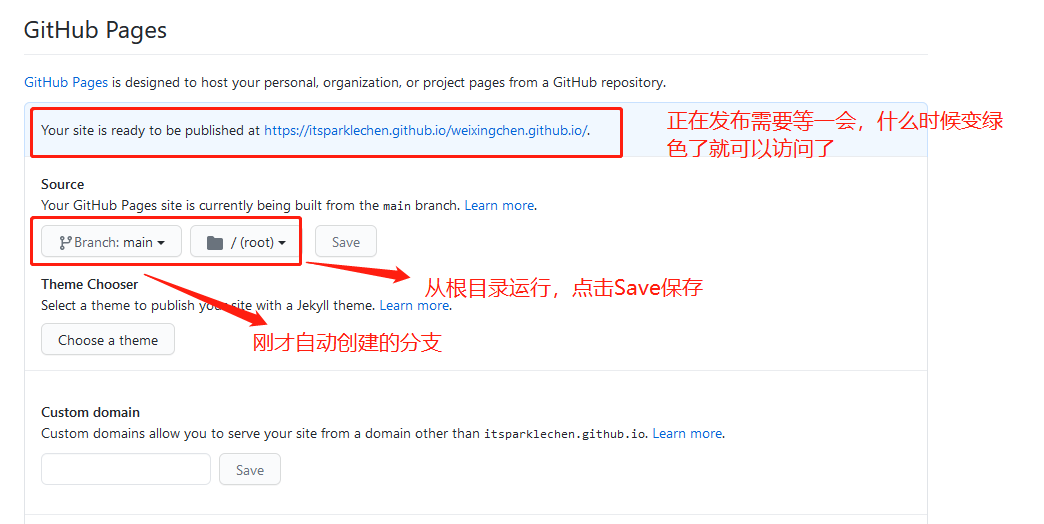 GitHub Pages
GitHub Pages is designed to host your personal, organization, or project pages from a GitHub repository.
Your site is ready to be published at https://itsparklechen.github.io/weixingchen.github.io/.
正在发布需要等一会，什么时候变绿
色了就可以访问了
Source
Your GitHub Pages site is currently being built from the main branch. Learn more.
Branch: main
/ (root)
Save
从根目录运行，点击Save保存
Theme Chooser
Select a theme to publish your site with a Jekyll theme. Learn more.
刚才自动创建的分支
Choose a theme
Custom domain
Custom domains allow you to serve your site from a domain other than itsparklechen.github.io. Learn more.
Save